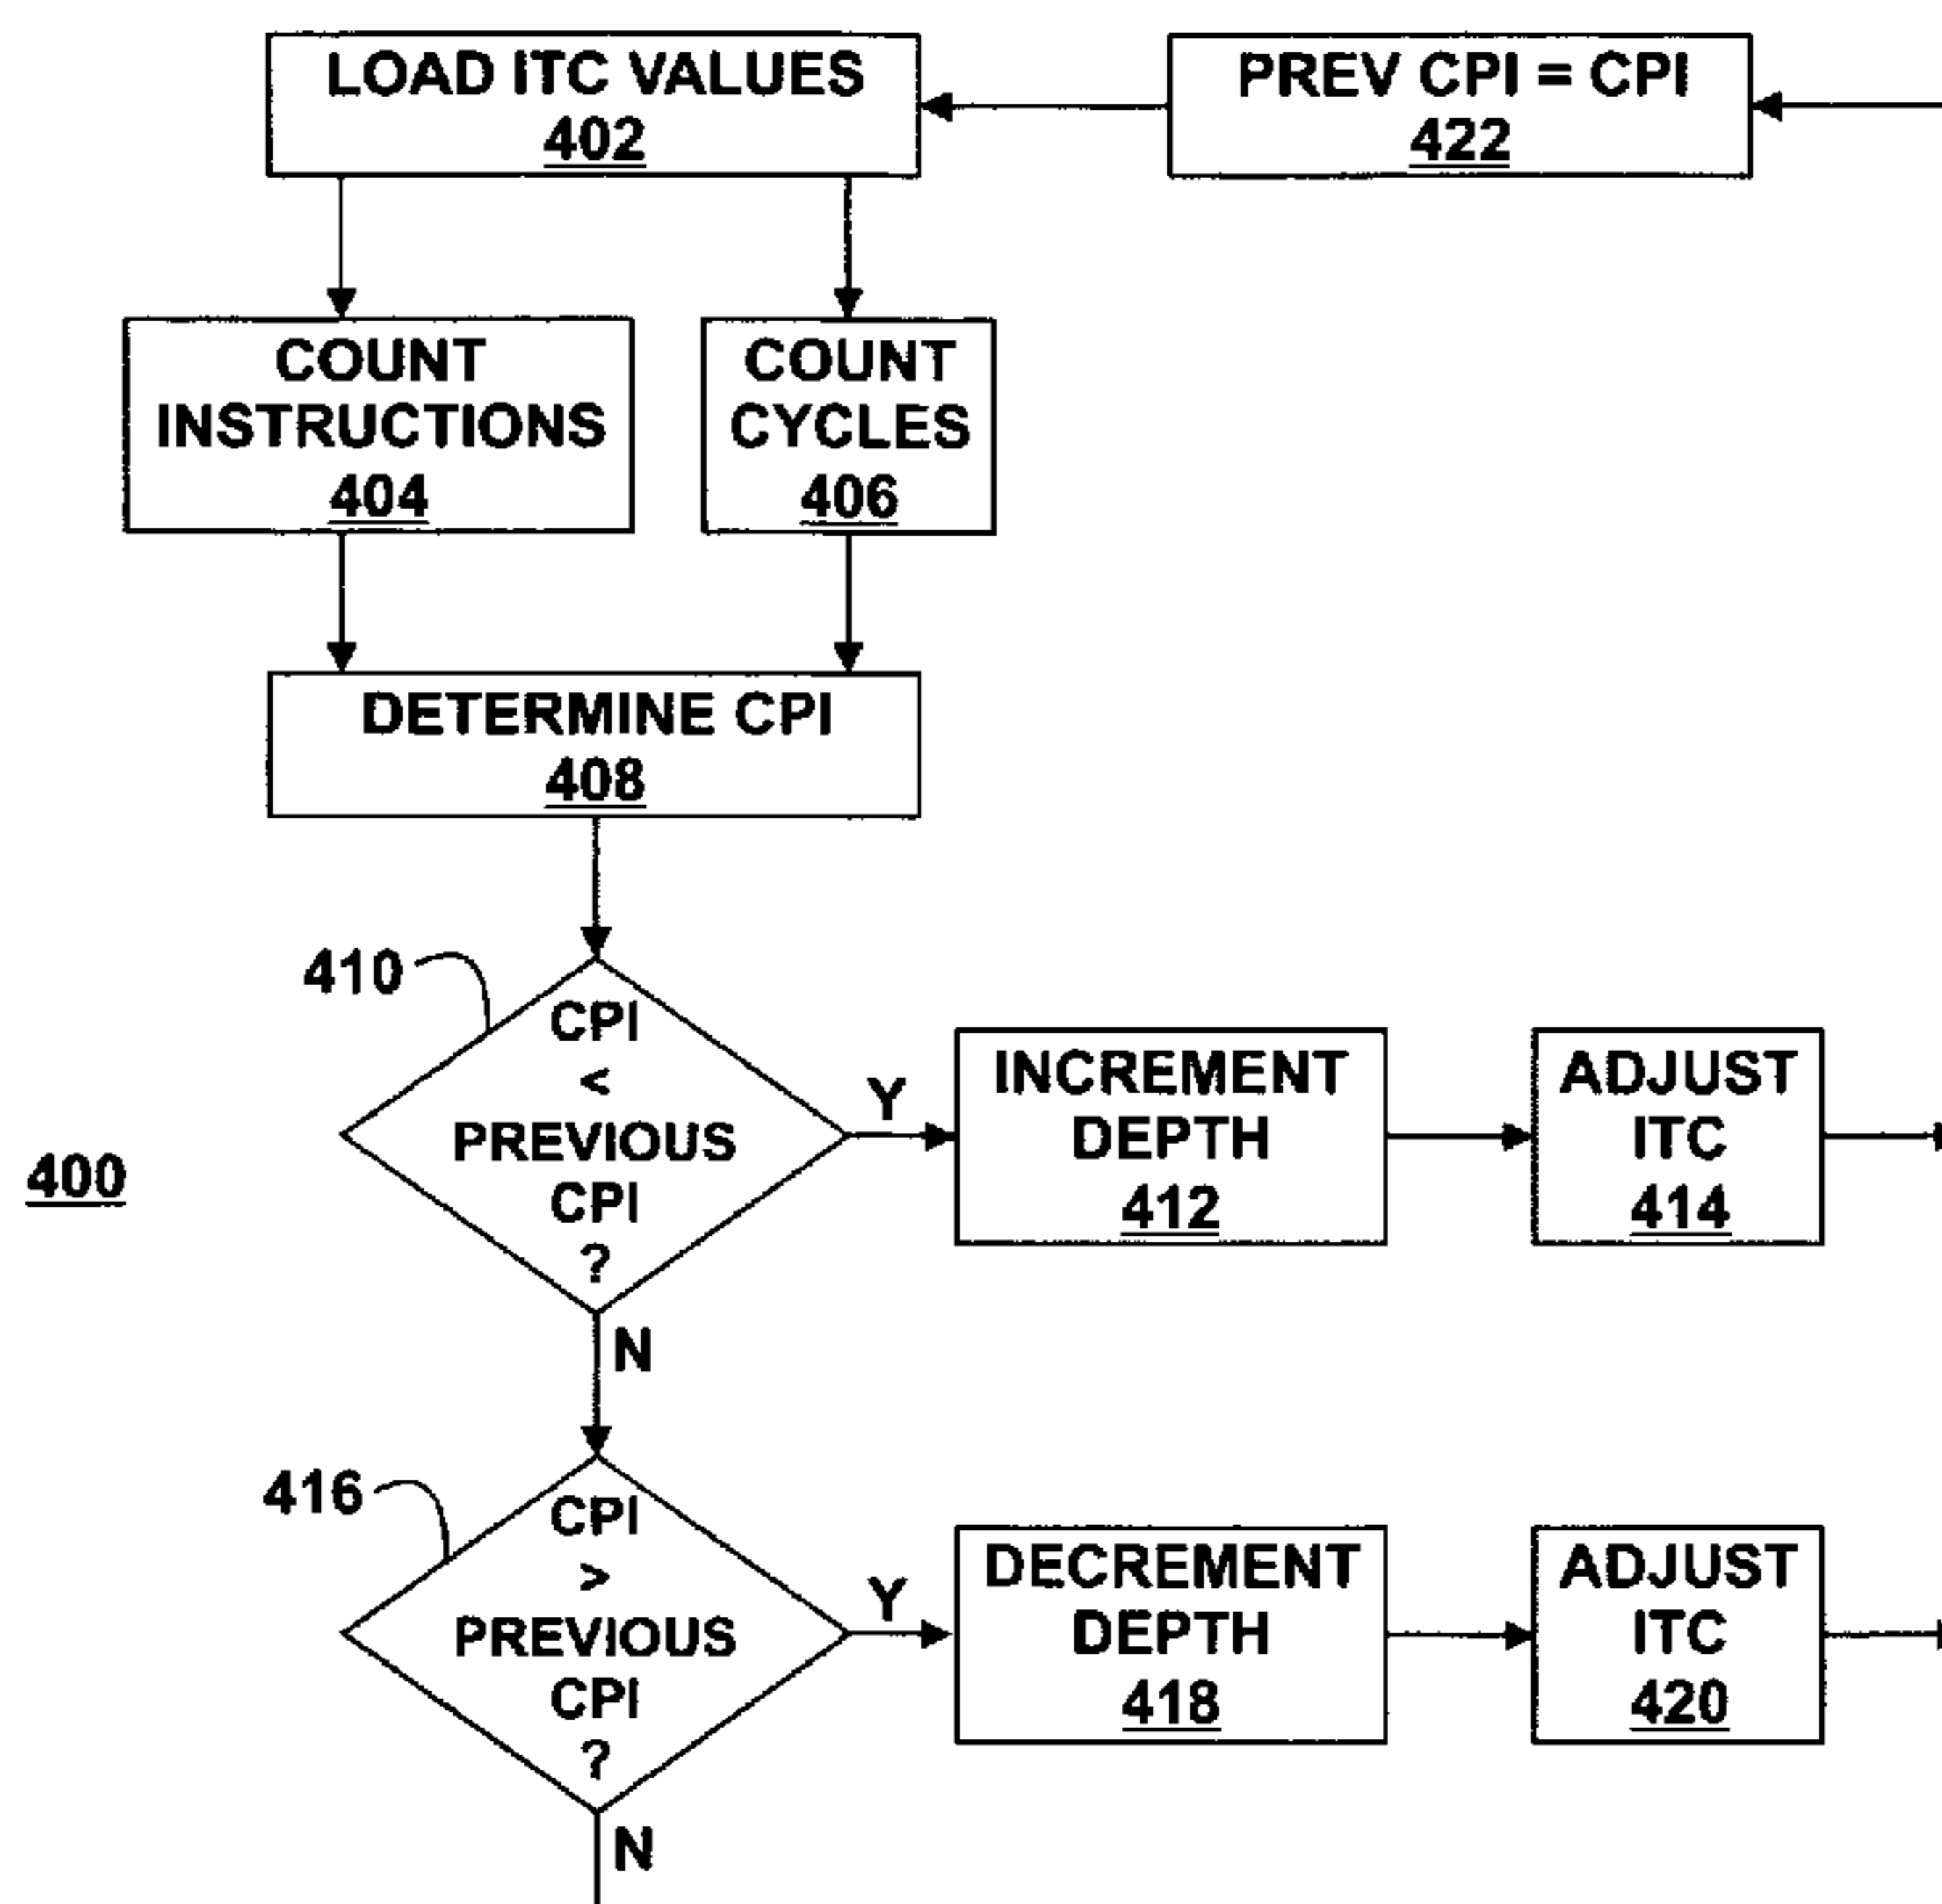 LOAD ITC VALUES
402
PREV CPI = CPI
422
COUNT
INSTRUCTIONS
404
COUNT
CYCLES
406
DETERMINE CPI
408
410
CPI
<
PREVIOUS
CPI
?
Y
N
INCREMENT
DEPTH
412
ADJUST
ITC
414
400
416
CPI
>
PREVIOUS
CPI
?
Y
N
DECREMENT
DEPTH
418
ADJUST
ITC
420